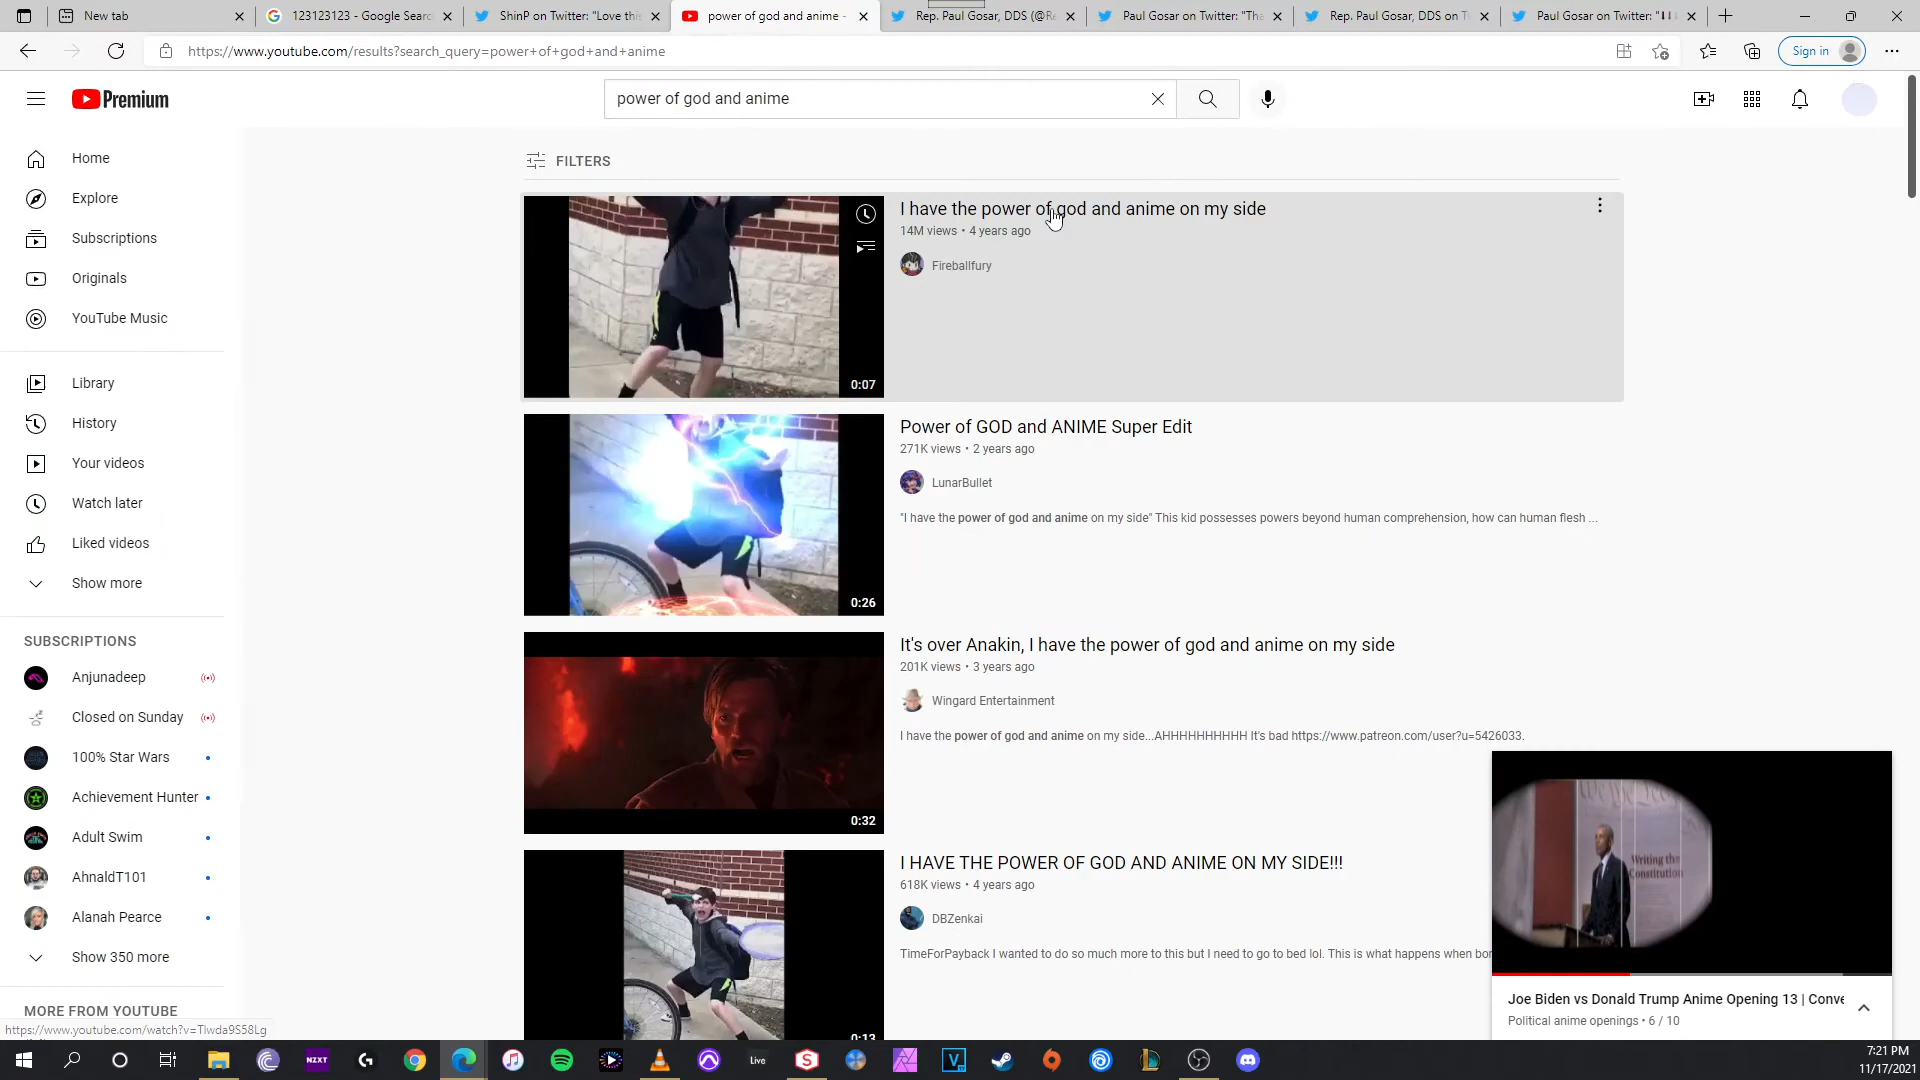 New tab
123123123 - Google Searc
ShinP on Twitter: "Love this
power of god and anime -
Rep. Paul Gosar, DDS (@Re
Paul Gosar on Twitter: "Tha
Rep. Paul Gosar, DDS on T
Paul Gosar on Twitter: "⬇⬇
https://www.youtube.com/results?search_query=power+of+god+and+anime
Sign in
Premium
power of god and anime
Home
Explore
Subscriptions
Originals
YouTube Music
Library
History
Your videos
Watch later
Liked videos
Show more
SUBSCRIPTIONS
Anjunadeep
Closed on Sunday
100% Star Wars
Achievement Hunter
Adult Swim
AhnaldT101
Alanah Pearce
Show 350 more
MORE FROM YOUTUBE
https://www.youtube.com/watch?v=TIwda9S58Lg
FILTERS
I have the power of god and anime on my side
14M views • 4 years ago
Fireballfury
0:07
Power of GOD and ANIME Super Edit
271K views • 2 years ago
LunarBullet
"I have the power of god and anime on my side" This kid possesses powers beyond human comprehension, how can human flesh ...
0:26
It's over Anakin, I have the power of god and anime on my side
201K views • 3 years ago
Wingard Entertainment
I have the power of god and anime on my side...AHHHHHHHHHH It's bad https://www.patreon.com/user?u=5426033.
0:32
I HAVE THE POWER OF GOD AND ANIME ON MY SIDE!!!
618K views • 4 years ago
DBZenkai
TimeForPayback I wanted to do so much more to this but I need to go to bed lol. This is what happens when bor
0:13
Writing the
Constitution
Joe Biden vs Donald Trump Anime Opening 13 | Conve
Political anime openings • 6 / 10
NZXT
Live
7:21 PM
11/17/2021